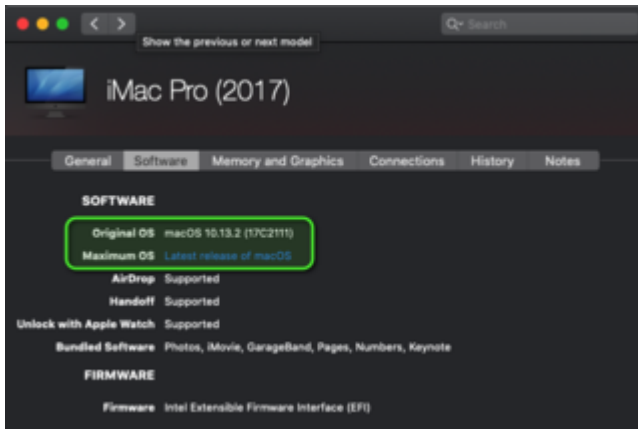 Search
Show the previous or next model
iMac Pro (2017)
General Software Memory and Graphics Connections History Notes
SOFTWARE
Original OS macOS 10.13.2 (17C2111)
Maximum OS Latest release of macOS
AirDrop Supported
Handoff Supported
Unlock with Apple Watch Supported
Bundled Software Photos, iMovie, GarageBand, Pages, Numbers, Keynote
FIRMWARE
Firmware Intel Extensible Firmware Interface (EFI)